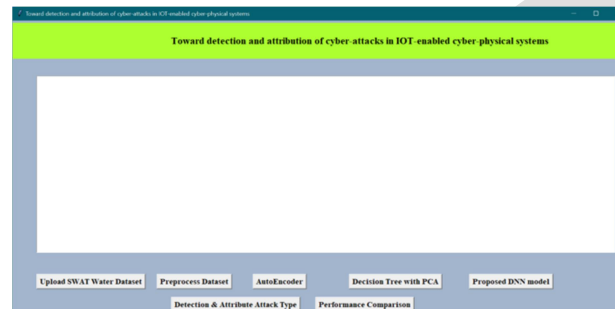 Toward detection and attribution of cyber-attacks in IOT-enabled cyber-physical systems
Toward detection and attribution of cyber-attacks in IOT-enabled cyber-physical systems
Upload SWAT Water Dataset Preprocess Dataset AutoEncoder Decision Tree with PCA Proposed DNN model
Detection & Attribute Attack Type Performance Comparison